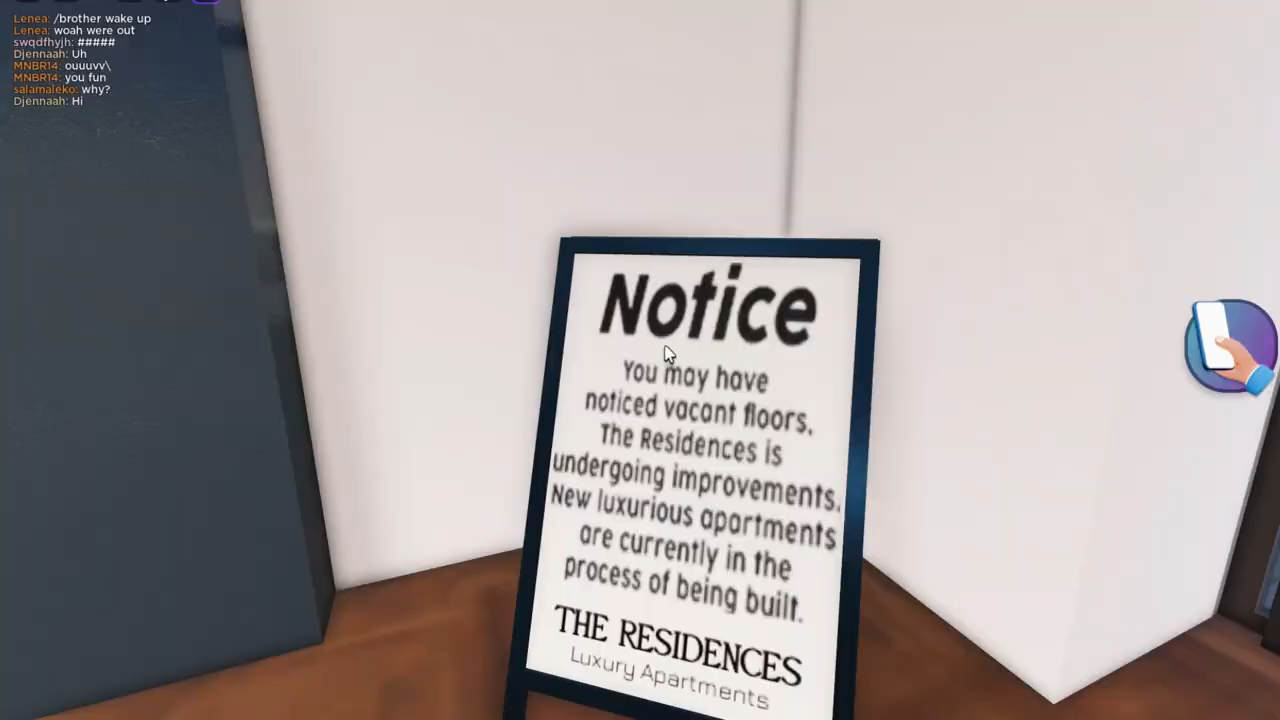 Lenea: /brother wake up
Lenea: woah were out
swqdfhyjh: #####
Djennaah: Uh
MNBR14: ouuuvv\
MNBR14: you fun
salamaleko: why?
Djennaah: Hi
Notice
You may have
noticed vacant floors.
The Residences is
undergoing improvements.
New luxurious apartments
are currently in the
process of being built.
THE RESIDENCES
Luxury Apartments